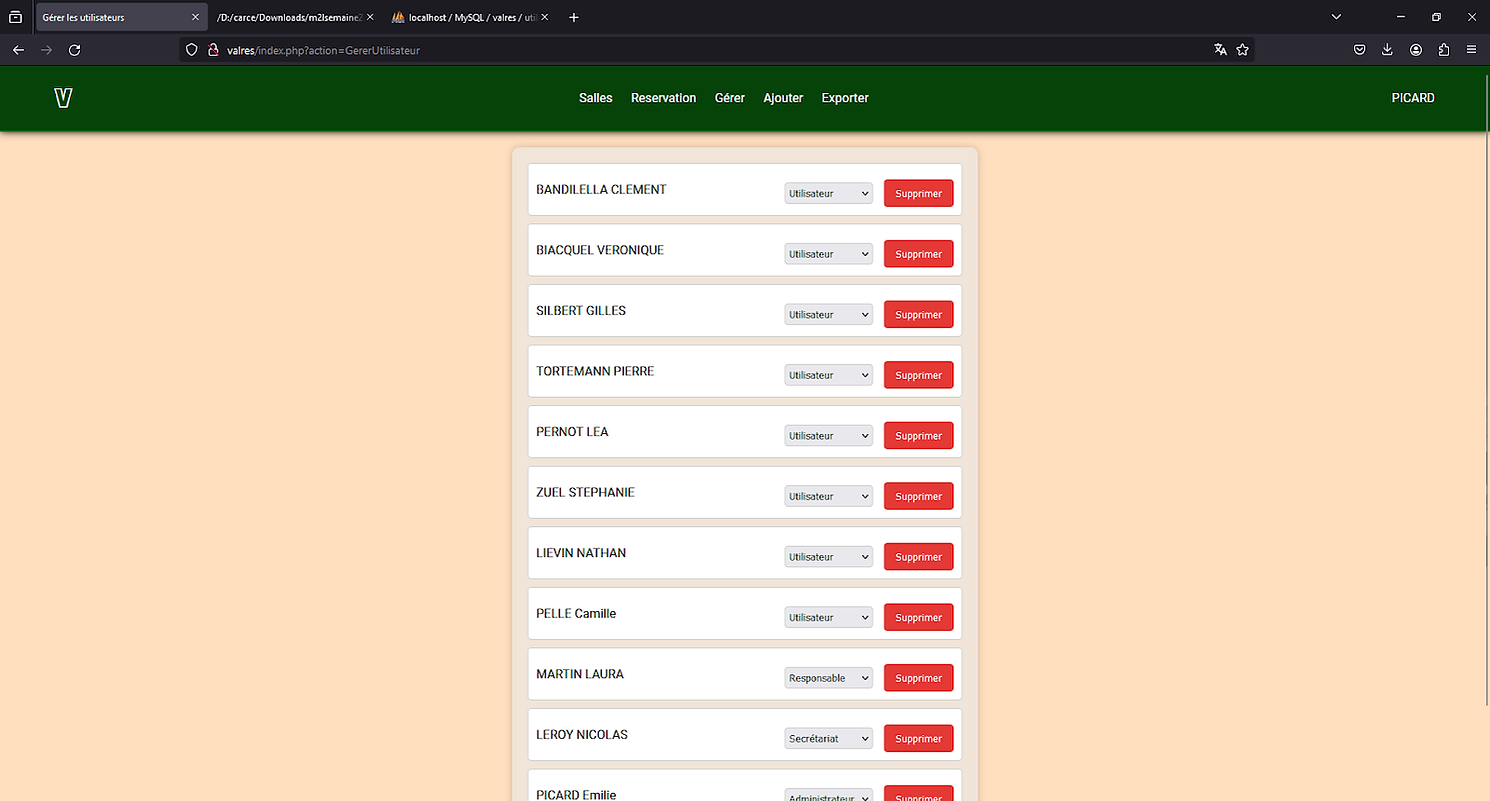 Gérer les utilisateurs
/D:/carce/Downloads/m2lsemaine2
localhost / MySQL / valres / util
valres/index.php?action=GererUtilisateur
V
Salles Reservation Gérer Ajouter Exporter PICARD
BANDILELLA CLEMENT Utilisateur Supprimer
BIACQUEL VERONIQUE Utilisateur Supprimer
SILBERT GILLES Utilisateur Supprimer
TORTEMANN PIERRE Utilisateur Supprimer
PERNOT LEA Utilisateur Supprimer
ZUEL STEPHANIE Utilisateur Supprimer
LIEVIN NATHAN Utilisateur Supprimer
PELLE Camille Utilisateur Supprimer
MARTIN LAURA Responsable Supprimer
LEROY NICOLAS Secrétariat Supprimer
PICARD Emilie Administrateur Supprimer